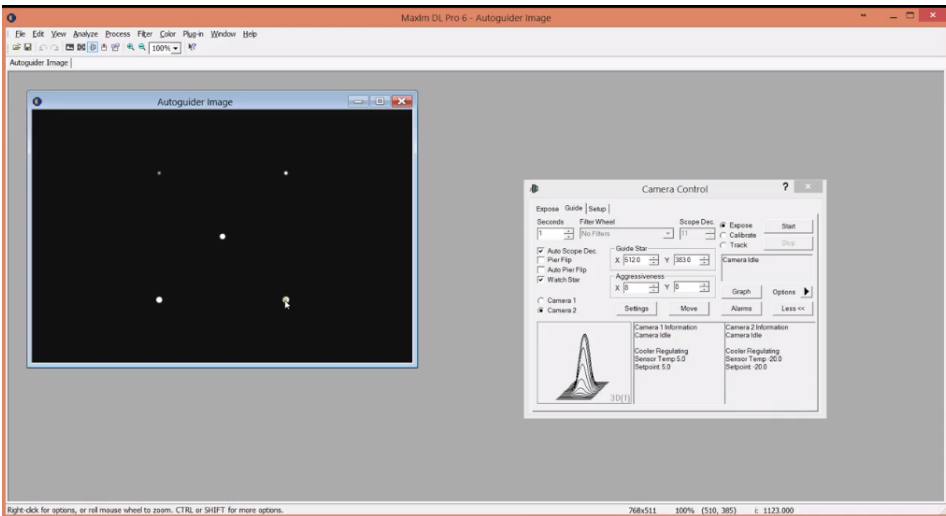 MaxIm DL Pro 6 - Autoguider Image
File Edit View Analyze Process Filter Color Plug-in Window Help
100%
Autoguider Image
Autoguider Image
Camera Control ?
Expose Guide Setup
Seconds Filter Wheel Scope Dec. Expose Start
1 No Filters 11 Calibrate Stop
Track
Auto Scope Dec. Guide Star
Pier Flip X 512.0 Y 383.0 Camera Idle
Auto Pier Flip
Watch Star Aggressiveness
X 8 Y 8 Graph Options
Camera 1
Camera 2 Settings Move Alarms Less <<
Camera 1 Information
Camera Idle
Cooler Regulating
Sensor Temp 5.0
Setpoint 5.0
Camera 2 Information
Camera Idle
Cooler Regulating
Sensor Temp -20.0
Setpoint -20.0
3D(1)
Right-click for options, or roll mouse wheel to zoom. CTRL or SHIFT for more options. 768x511 100% (510, 385) i: 1123.000